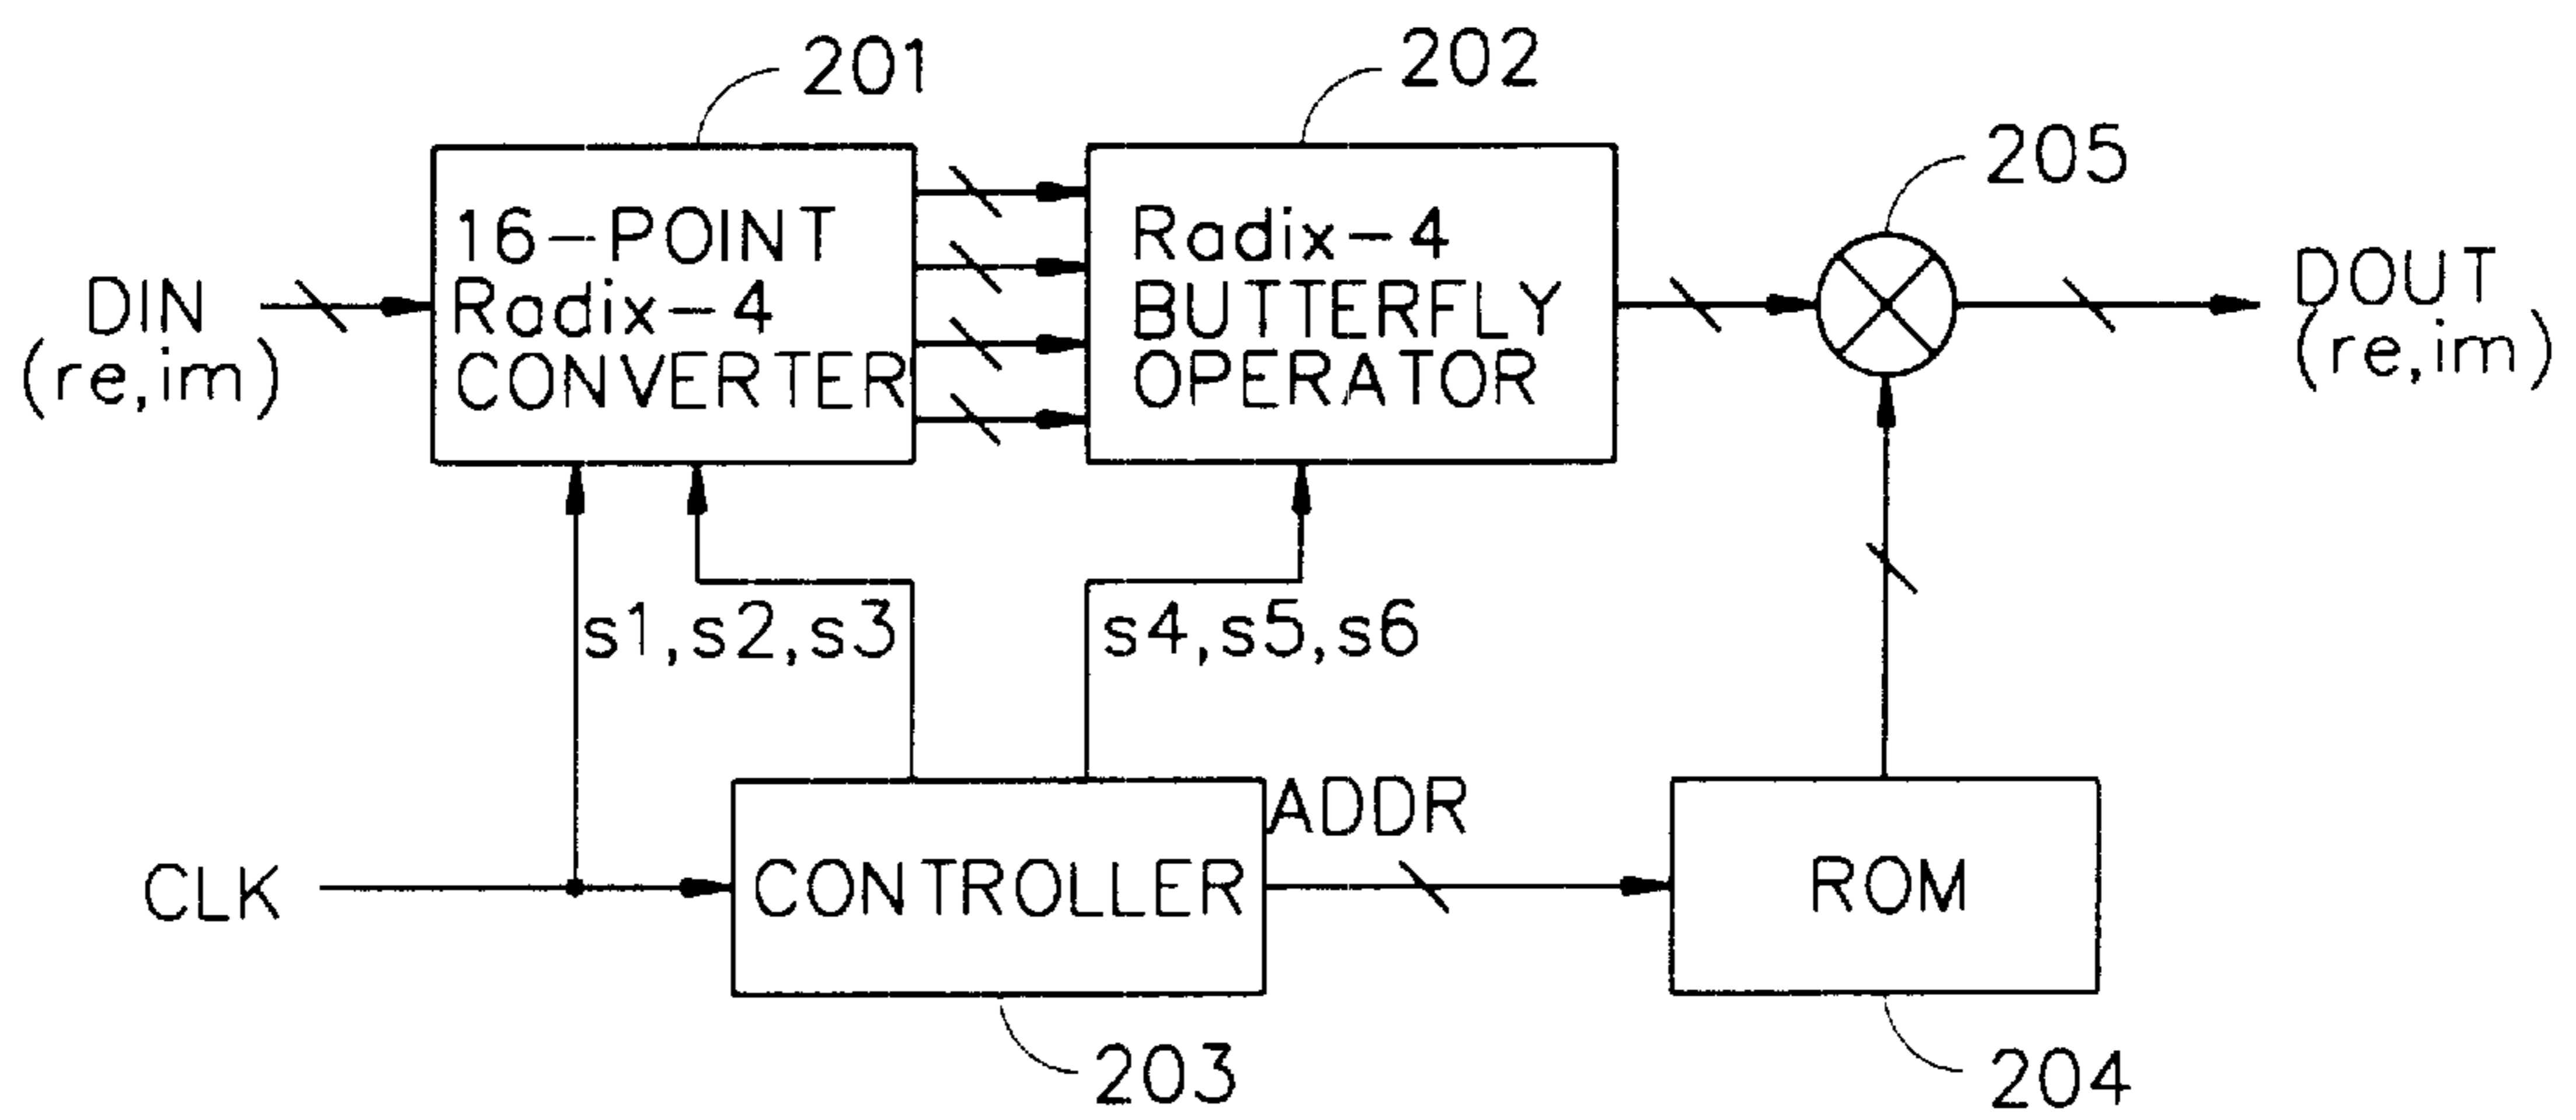 201
202
205
16-POINT
Radix-4
CONVERTER
Radix-4
BUTTERFLY
OPERATOR
DIN
(re,im)
DOUT
(re,im)
s1,s2,s3
s4,s5,s6
CLK
CONTROLLER
ADDR
ROM
203
204